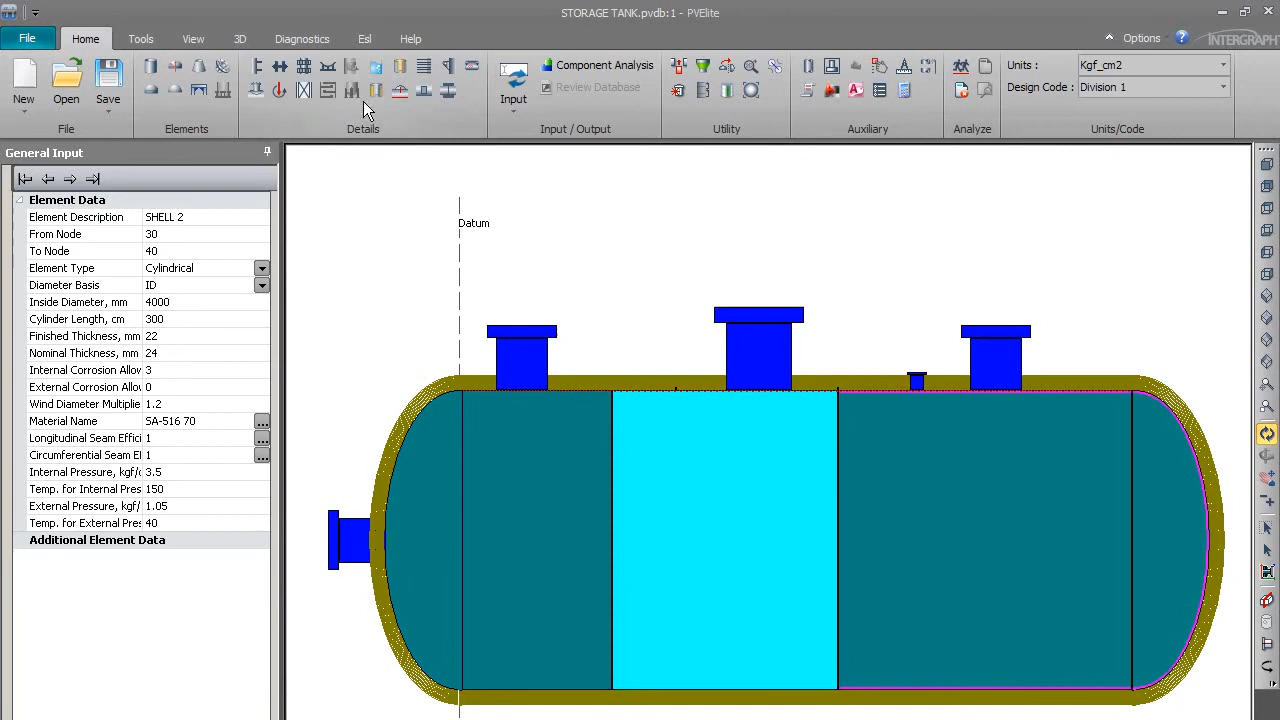 STORAGE TANK.pvdb:1 - PVElite
File Home Tools View 3D Diagnostics Esl Help Options INTERGRAPH
New Open Save Input Component Analysis
Review Database
Units : Kgf_cm2
Design Code : Division 1
File Elements Details Input / Output Utility Auxiliary Analyze Units/Code
General Input
Element Data
Element Description SHELL 2
From Node 30
To Node 40
Element Type Cylindrical
Diameter Basis ID
Inside Diameter, mm 4000
Cylinder Length, cm 300
Finished Thickness, mm 22
Nominal Thickness, mm 24
Internal Corrosion Allow 3
External Corrosion Allow 0
Wind Diameter Multiplie 1.2
Material Name SA-516 70
Longitudinal Seam Effici 1
Circumferential Seam Ef 1
Internal Pressure, kgf/c 3.5
Temp. for Internal Pres 150
External Pressure, kgf/ 1.05
Temp. for External Pres 40
Additional Element Data
Datum